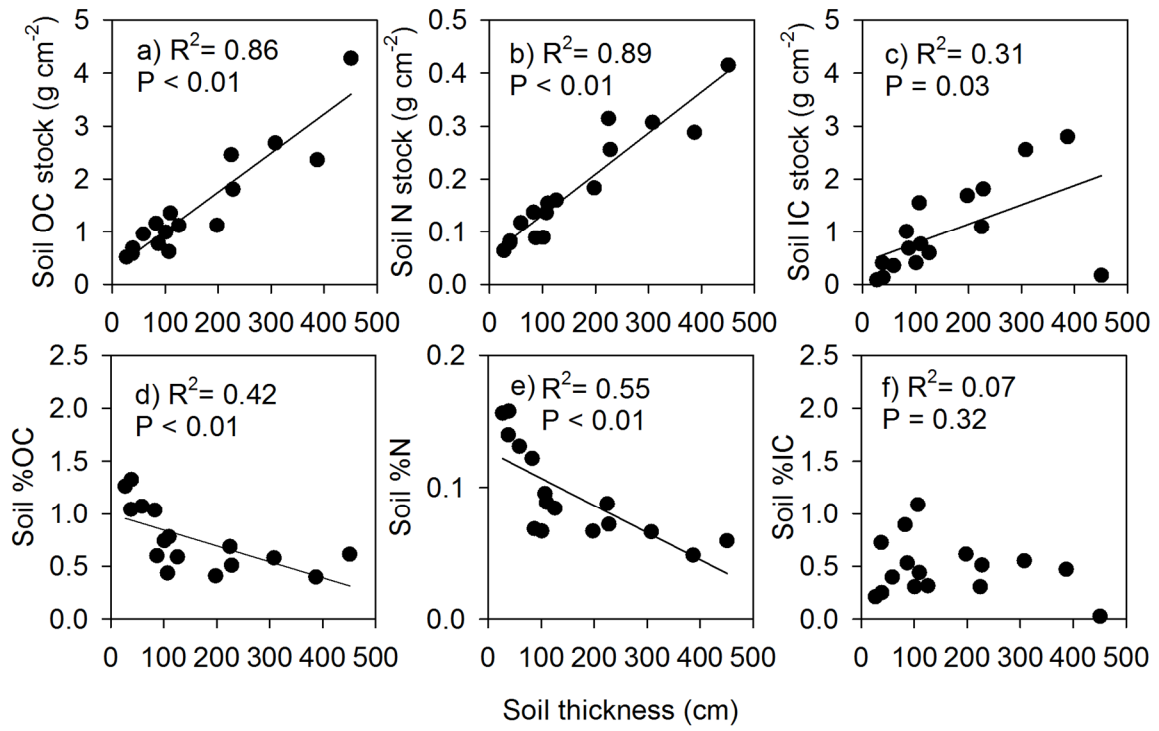 Soil OC stock (g cm-2)
5
4
3
2
1
0
a) R2= 0.86
P < 0.01
0 100 200 300 400 500
Soil N stock (g cm-2)
0.5
0.4
0.3
0.2
0.1
0.0
b) R2= 0.89
P < 0.01
0 100 200 300 400 500
Soil IC stock (g cm-2)
5
4
3
2
1
0
c) R2= 0.31
P = 0.03
0 100 200 300 400 500
Soil %OC
2.5
2.0
1.5
1.0
0.5
0.0
d) R2= 0.42
P < 0.01
0 100 200 300 400 500
Soil %N
0.2
0.1
0.0
e) R2= 0.55
P < 0.01
0 100 200 300 400 500
Soil %IC
2.5
2.0
1.5
1.0
0.5
0.0
f) R2= 0.07
P = 0.32
0 100 200 300 400 500
Soil thickness (cm)